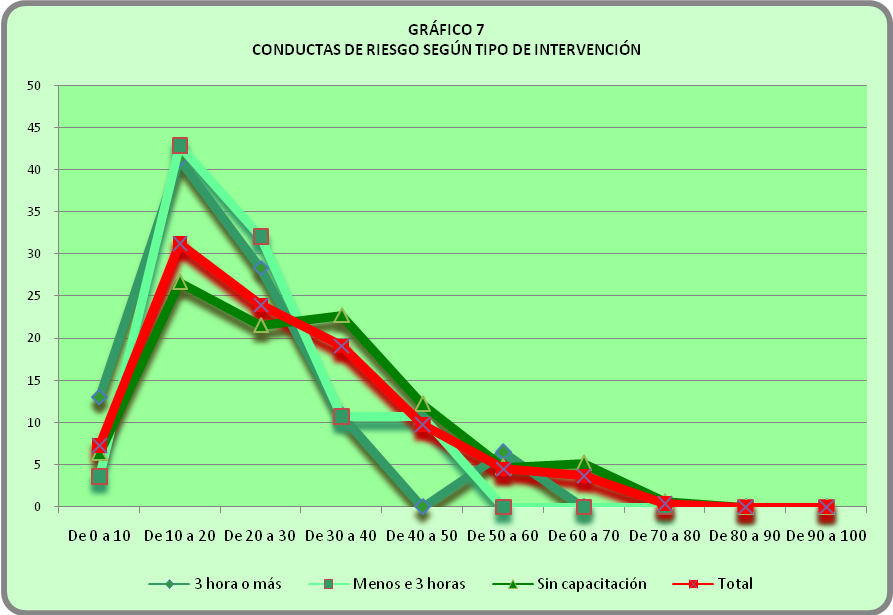 GRÁFICO 7
CONDUCTAS DE RIESGO SEGÚN TIPO DE INTERVENCIÓN
50
45
40
35
30
25
20
15
10
5
0
De 0 a 10 De 10 a 20 De 20 a 30 De 30 a 40 De 40 a 50 De 50 a 60 De 60 a 70 De 70 a 80 De 80 a 90 De 90 a 100
3 hora o más Menos e 3 horas Sin capacitación Total